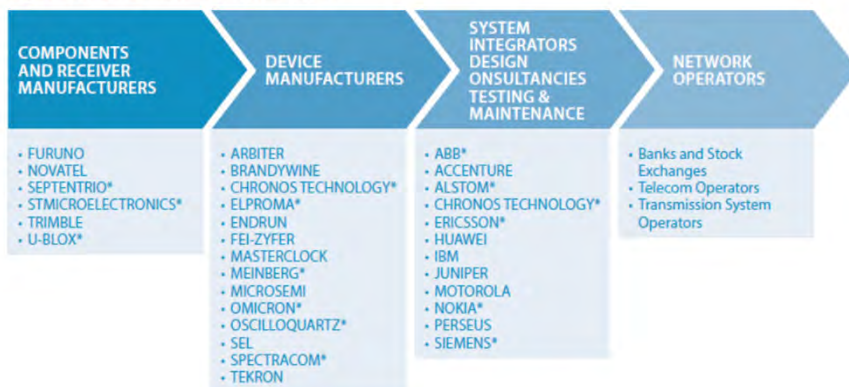 COMPONENTS
AND RECEIVER
MANUFACTURERS
• FURUNO
• NOVATEL
• SEPTENTRIO*
• STMICROELECTRONICS*
• TRIMBLE
• U-BLOX*
DEVICE
MANUFACTURERS
• ARBITER
• BRANDYWINE
• CHRONOS TECHNOLOGY*
• ELPROMA*
• ENDRUN
• FEI-ZYFER
• MASTERCLOCK
• MEINBERG*
• MICROSEMI
• OMICRON*
• OSCILLOQUARTZ*
• SEL
• SPECTRACOM*
• TEKRON
SYSTEM
INTEGRATORS
DESIGN
ONSULTANCIES
TESTING &
MAINTENANCE
• ABB*
• ACCENTURE
• ALSTOM*
• CHRONOS TECHNOLOGY*
• ERICSSON*
• HUAWEI
• IBM
• JUNIPER
• MOTOROLA
• NOKIA*
• PERSEUS
• SIEMENS*
NETWORK
OPERATORS
• Banks and Stock
Exchanges
• Telecom Operators
• Transmission System
Operators